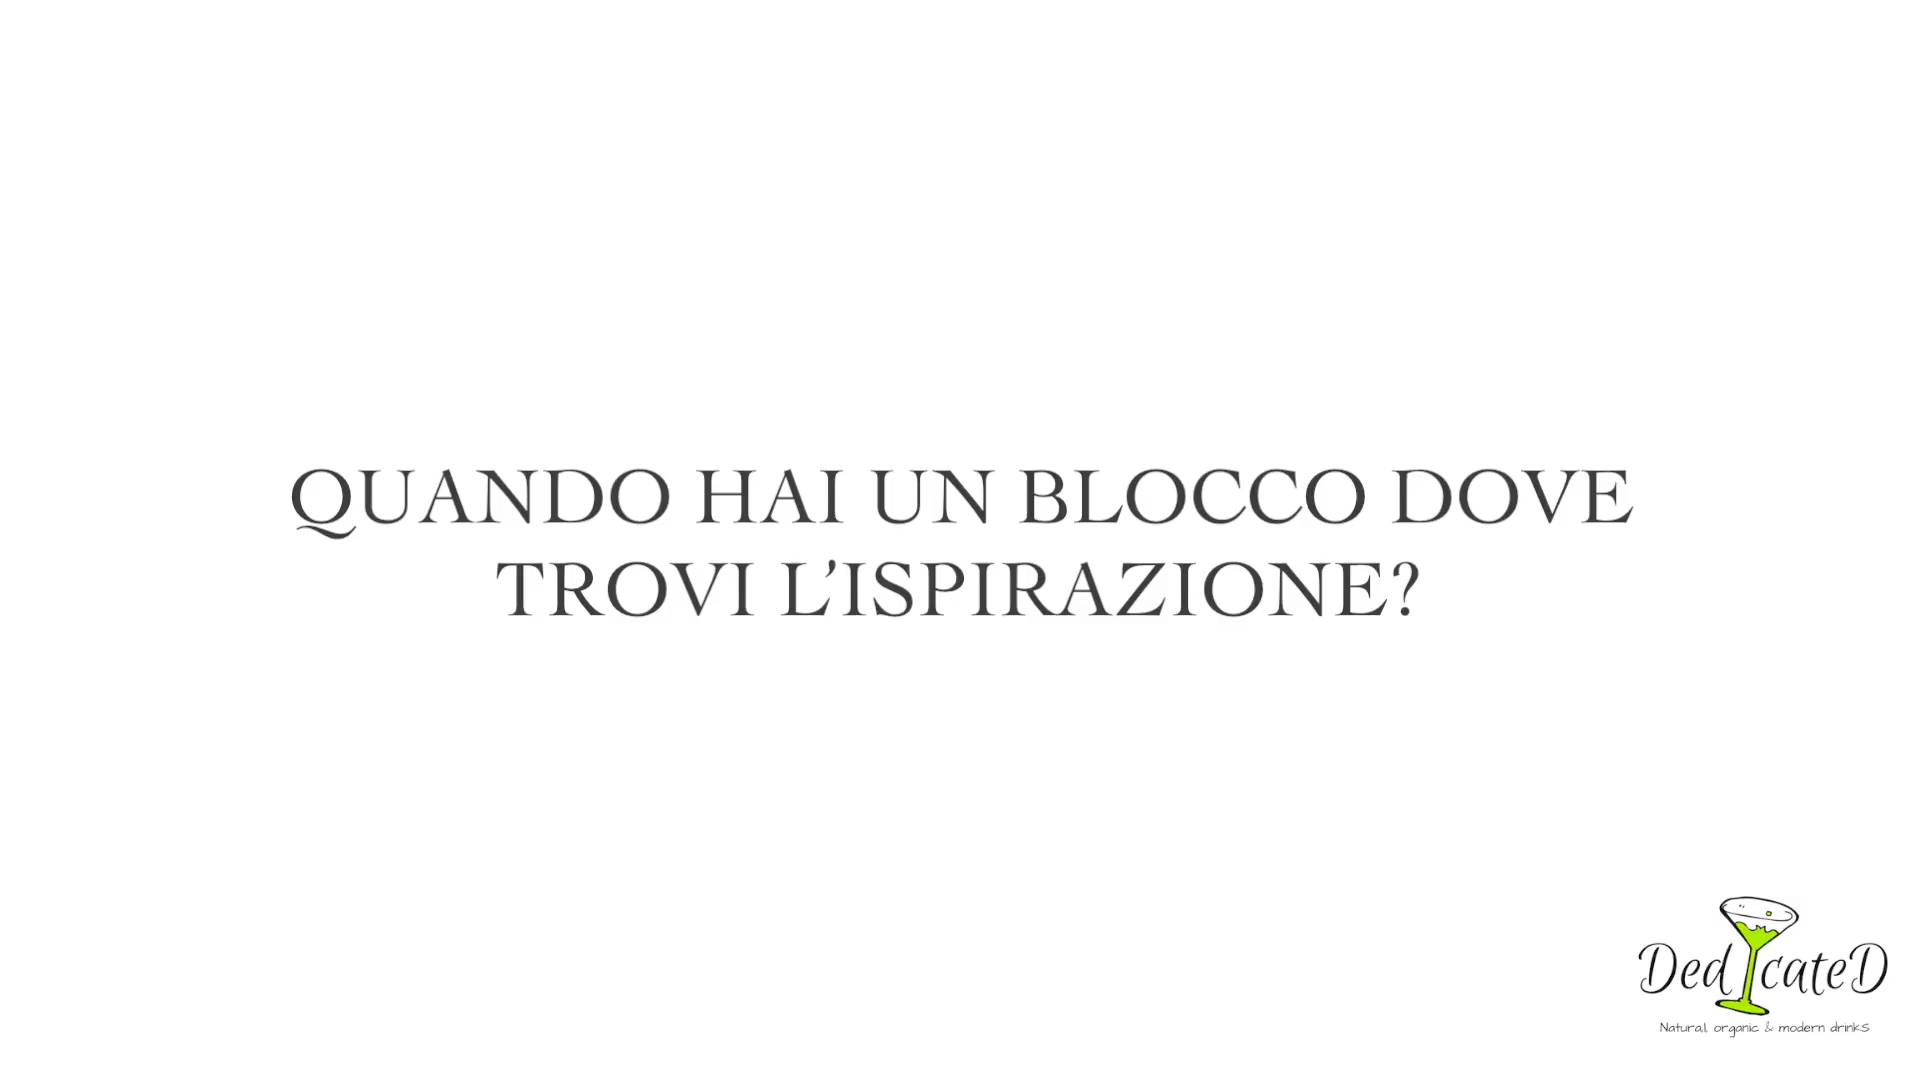 QUANDO HAI UN BLOCCO DOVE
TROVI L’ISPIRAZIONE?
DedicateD
Natural, organic & modern drinks